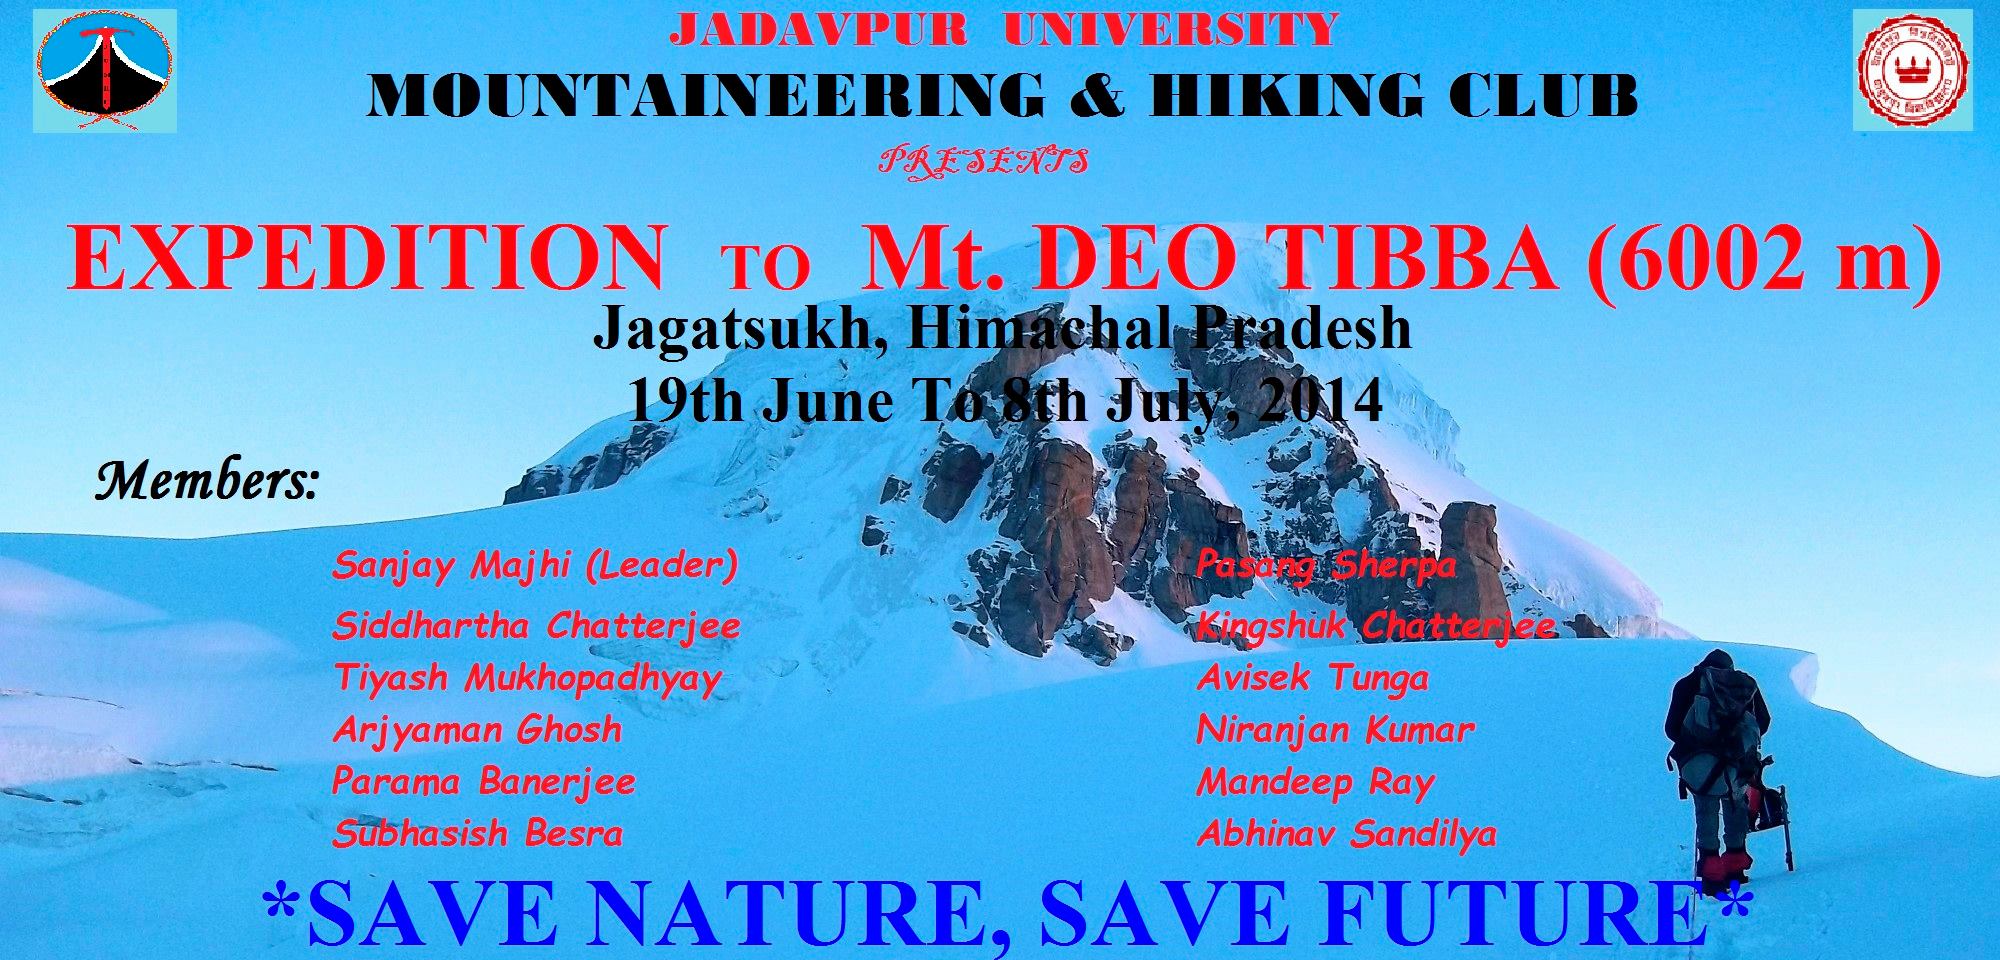 JADAVPUR UNIVERSITY
MOUNTAINEERING & HIKING CLUB
PRESENTS
EXPEDITION TO Mt. DEO TIBBA (6002 m)
Jagatsukh, Himachal Pradesh
19th June To 8th July, 2014
Members:
Sanjay Majhi (Leader)
Siddhartha Chatterjee
Tiyash Mukhopadhyay
Arjyaman Ghosh
Parama Banerjee
Subhasish Besra
Pasang Sherpa
Kingshuk Chatterjee
Avisek Tunga
Niranjan Kumar
Mandeep Ray
Abhinav Sandilya
*SAVE NATURE, SAVE FUTURE*